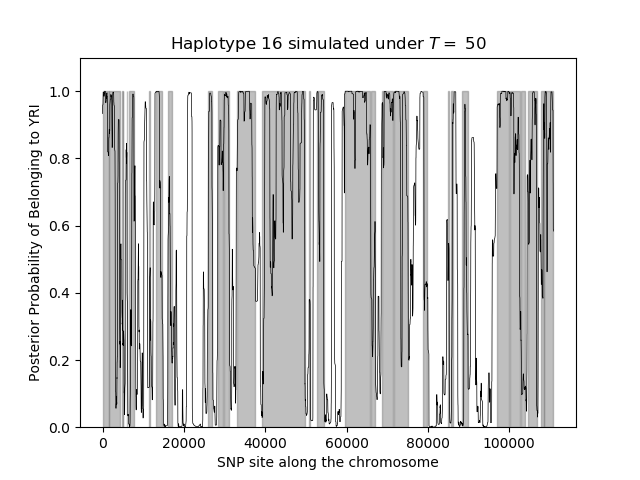 Haplotype 16 simulated under T = 50
Posterior Probability of Belonging to YRI
1.0
0.8
0.6
0.4
0.2
0.0
0 20000 40000 60000 80000 100000
SNP site along the chromosome